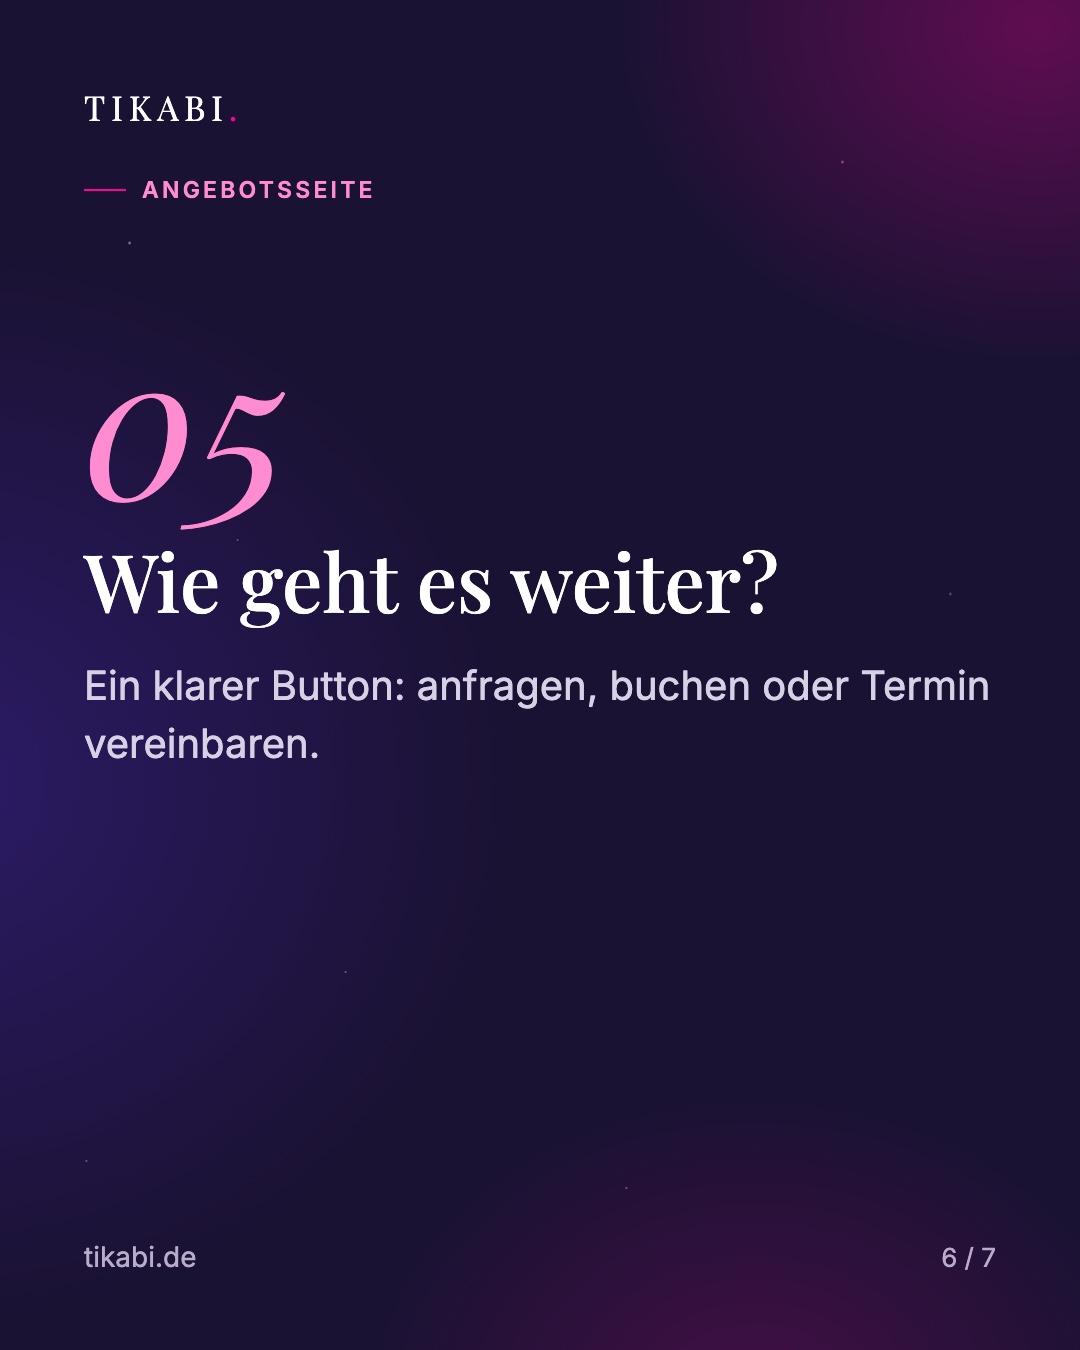 TIKABI.
ANGEBOTSSEITE
05
Wie geht es weiter?
Ein klarer Button: anfragen, buchen oder Termin
vereinbaren.
tikabi.de
6 / 7